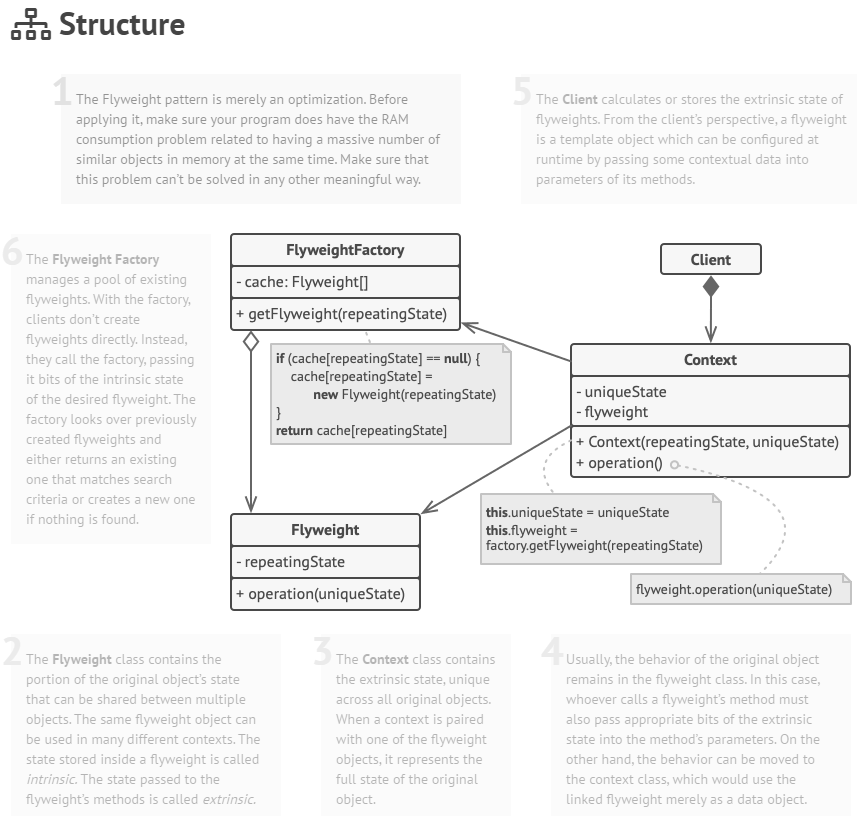 Structure
1
The Flyweight pattern is merely an optimization. Before
applying it, make sure your program does have the RAM
consumption problem related to having a massive number of
similar objects in memory at the same time. Make sure that
this problem can't be solved in any other meaningful way.
5
The Client calculates or stores the extrinsic state of
flyweights. From the client's perspective, a flyweight
is a template object which can be configured at
runtime by passing some contextual data into
parameters of its methods.
6
The Flyweight Factory
manages a pool of existing
flyweights. With the factory,
clients don't create
flyweights directly. Instead,
they call the factory, passing
it bits of the intrinsic state
of the desired flyweight. The
factory looks over previously
created flyweights and
either returns an existing
one that matches search
criteria or creates a new one
if nothing is found.
FlyweightFactory
- cache: Flyweight[]
+ getFlyweight(repeatingState)
if (cache[repeatingState] == null) {
cache[repeatingState] =
new Flyweight(repeatingState)
}
return cache[repeatingState]
Client
Context
- uniqueState
- flyweight
+ Context(repeatingState, uniqueState)
+ operation()
this.uniqueState = uniqueState
this.flyweight =
factory.getFlyweight(repeatingState)
flyweight.operation(uniqueState)
Flyweight
- repeatingState
+ operation(uniqueState)
2
The Flyweight class contains the
portion of the original object's state
that can be shared between multiple
objects. The same flyweight object can
be used in many different contexts. The
state stored inside a flyweight is called
intrinsic. The state passed to the
flyweight's methods is called extrinsic.
3
The Context class contains
the extrinsic state, unique
across all original objects.
When a context is paired
with one of the flyweight
objects, it represents the
full state of the original
object.
4
Usually, the behavior of the original object
remains in the flyweight class. In this case,
whoever calls a flyweight's method must
also pass appropriate bits of the extrinsic
state into the method's parameters. On the
other hand, the behavior can be moved to
the context class, which would use the
linked flyweight merely as a data object.